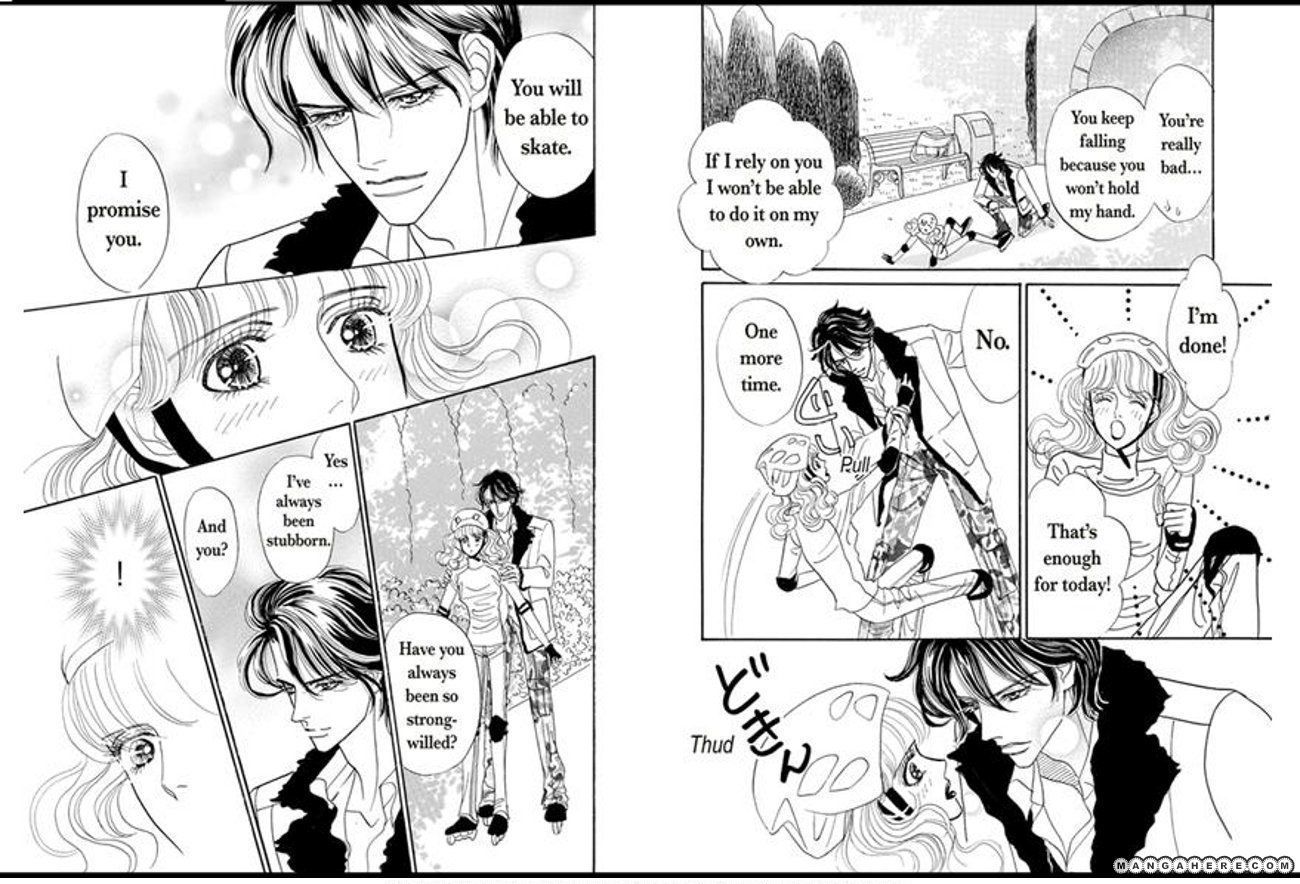 You're
really
bad...
You keep
falling
because you
won't hold
my hand.
If I rely on you
I won't be able
to do it on my
own.
I'm
done!
That's
enough
for today!
No.
One
more
time.
Pull
どきん
Thud
You will
be able to
skate.
I
promise
you.
Have you
always
been so
strong-
willed?
Yes
...
I've
always
been
stubborn.
And
you?
!
MANGAHERE.COM